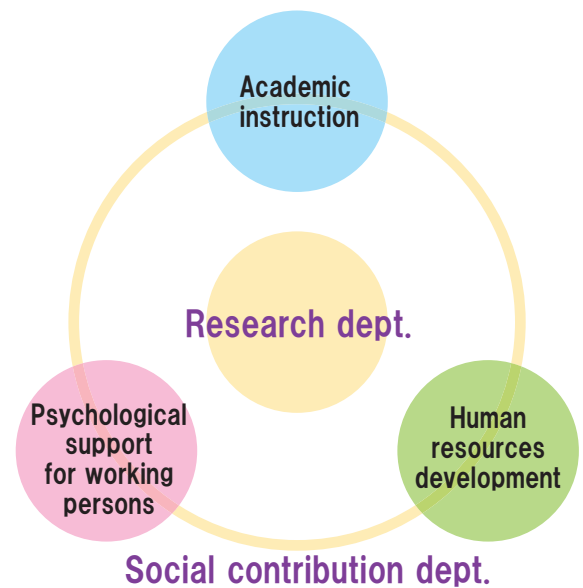 Academic
instruction
Research dept.
Psychological
support
for working
persons
Human
resources
development
Social contribution dept.